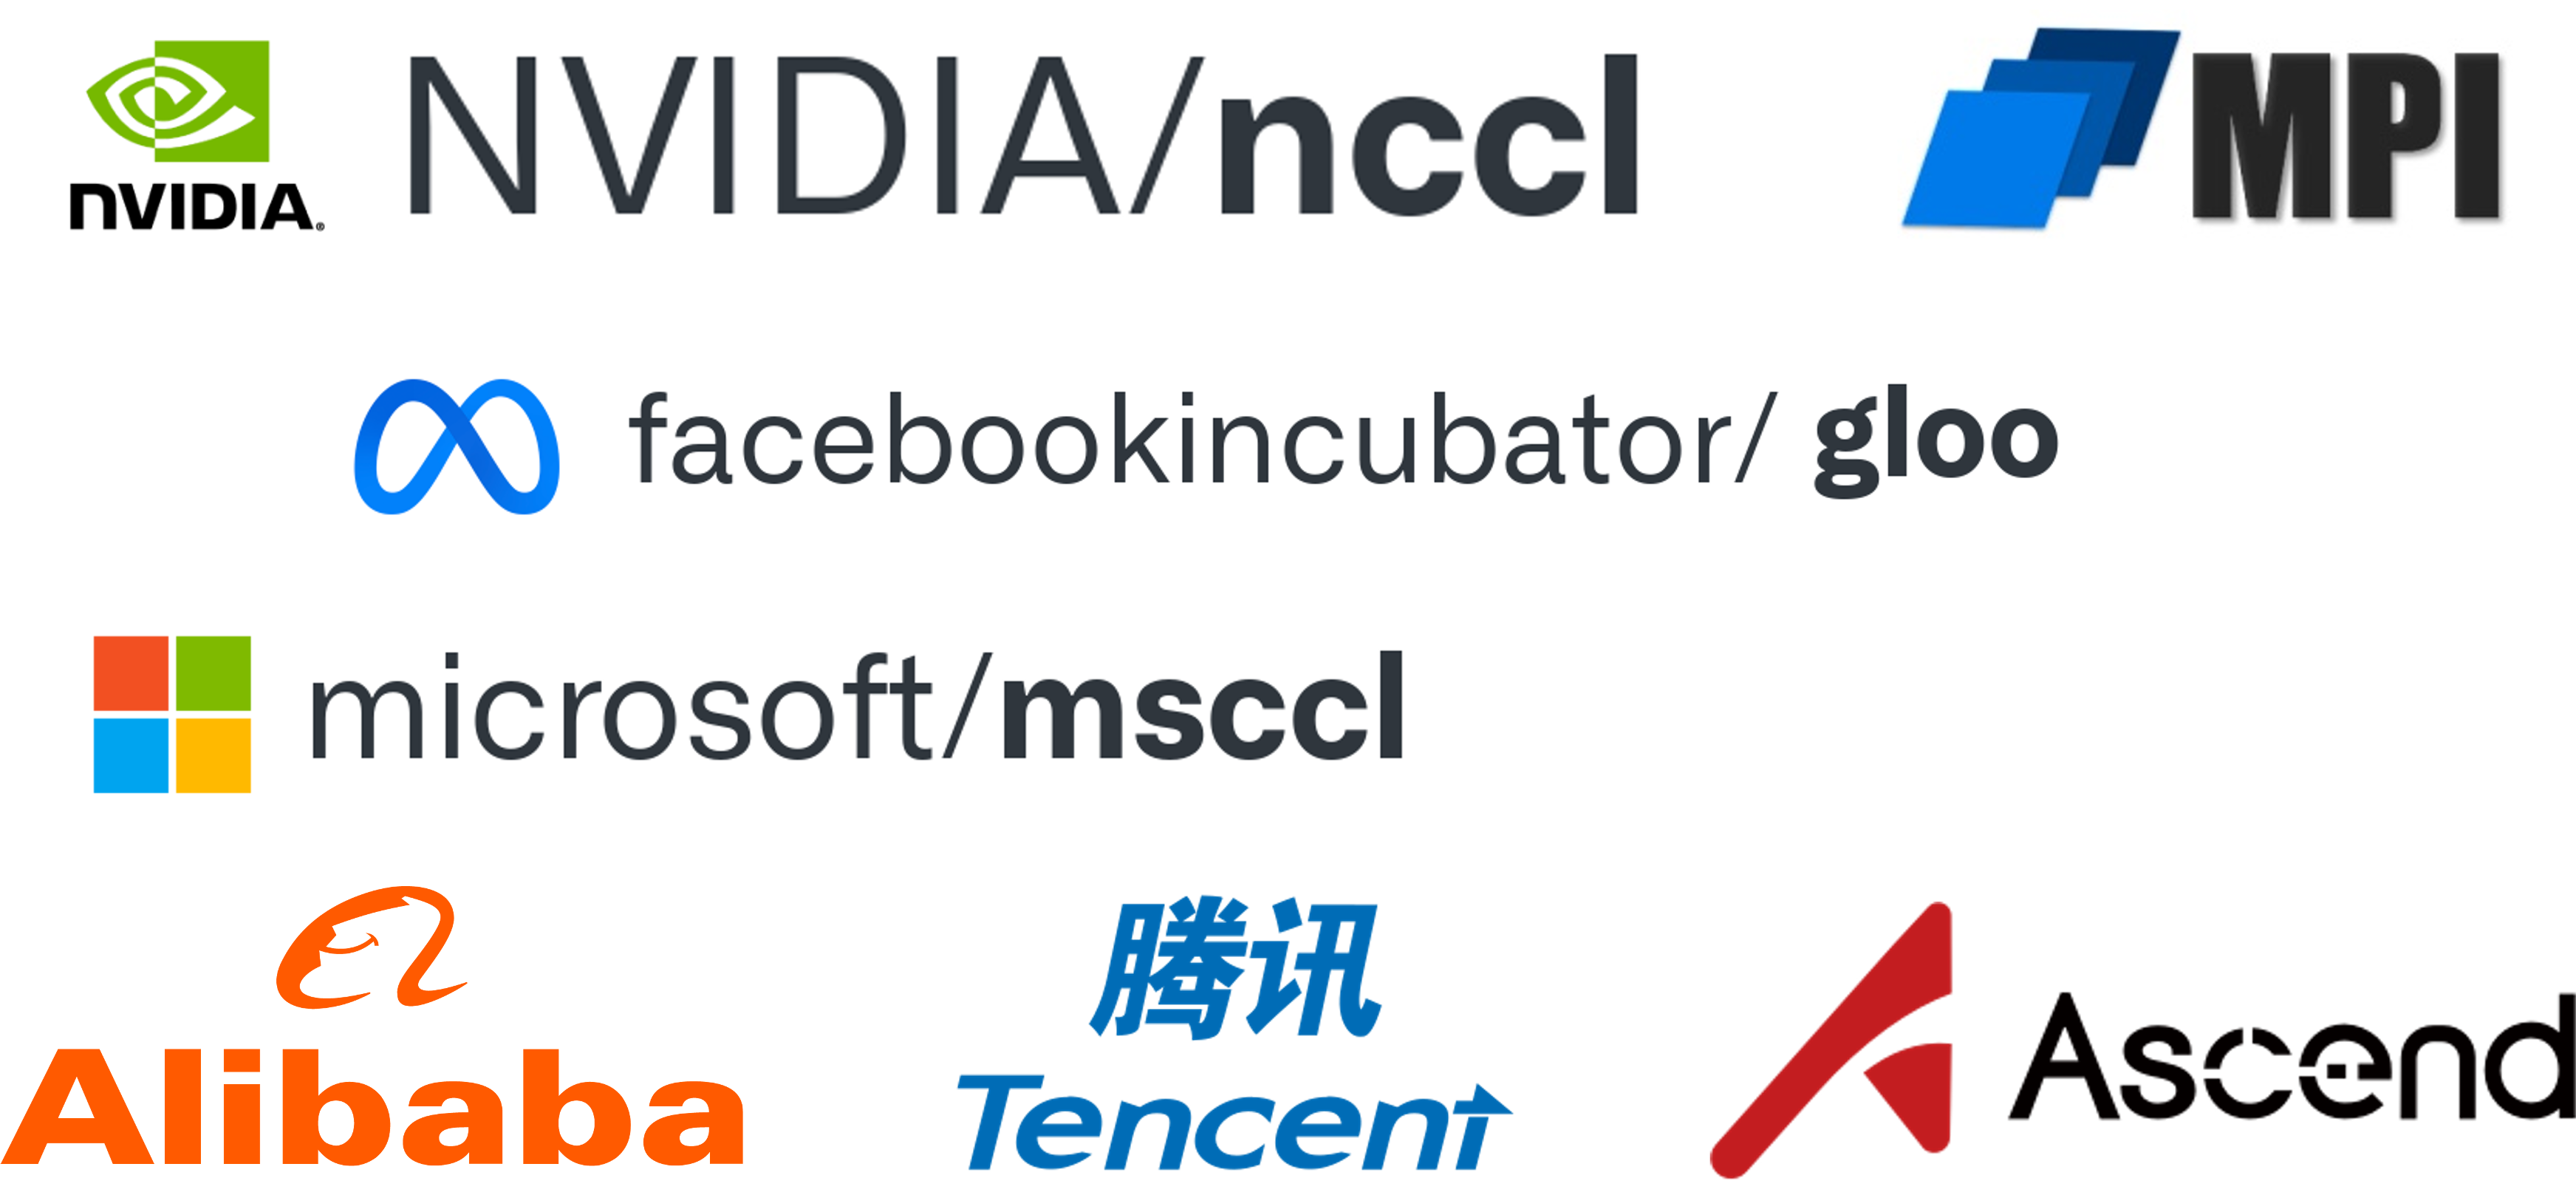 NVIDIA® NVIDIA/nccl MPI
facebookincubator/ gloo
microsoft/msccl
腾讯
Alibaba Tencent Ascend